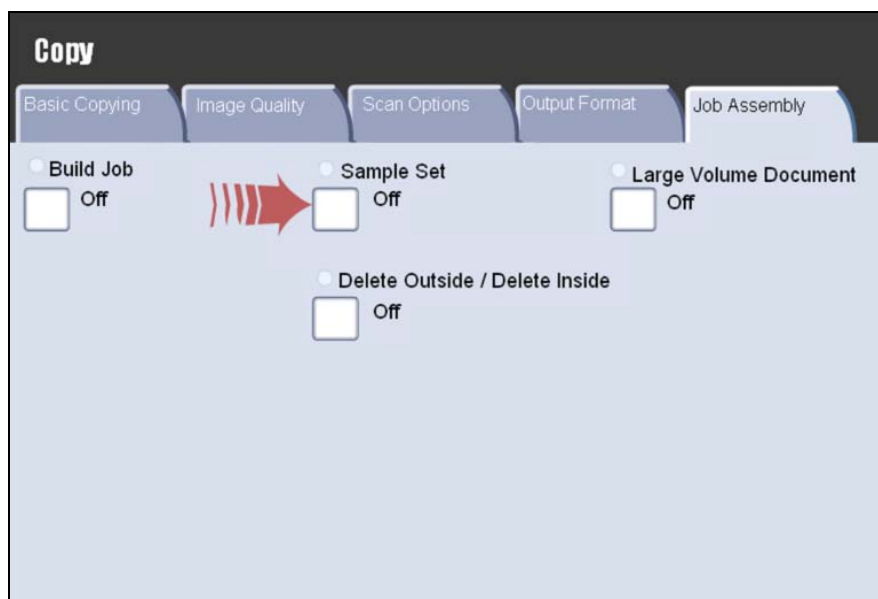 Copy
Basic Copying
Image Quality
Scan Options
Output Format
Job Assembly
Build Job
Off
Sample Set
Off
Large Volume Document
Off
Delete Outside / Delete Inside
Off